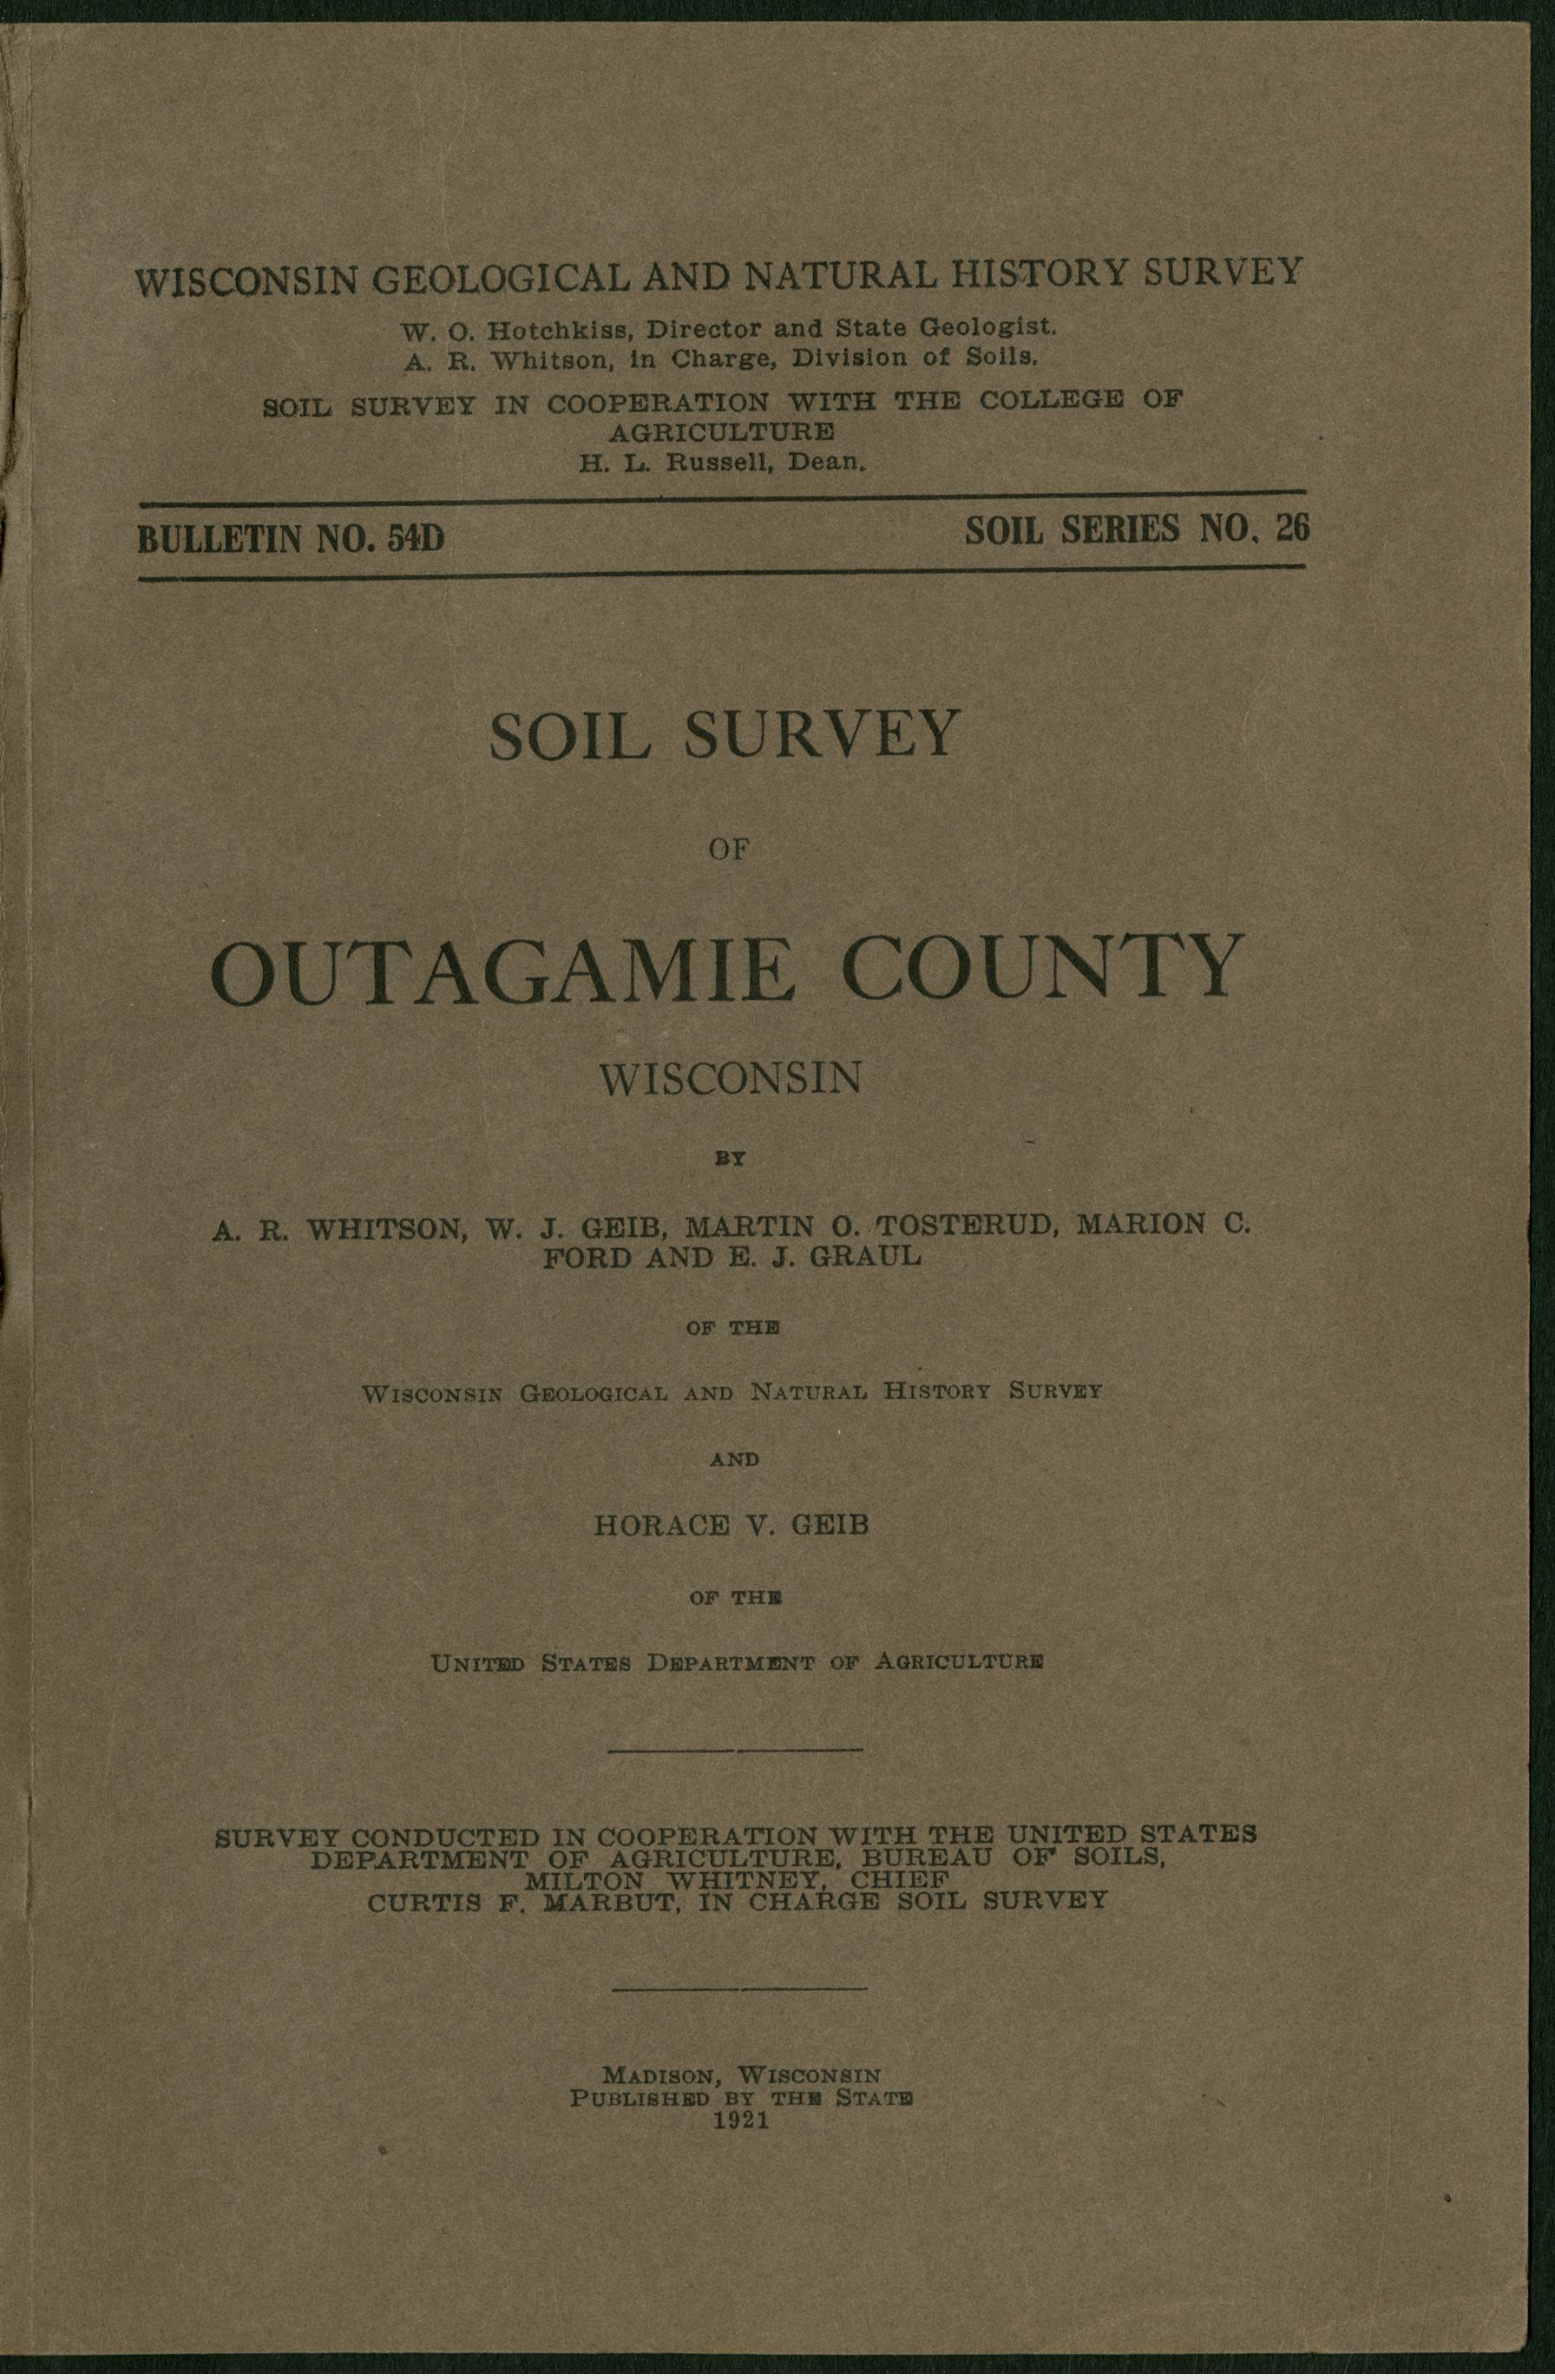 WISCONSIN GEOLOGICAL AND NATURAL HISTORY SURVEY
W. O. Hotchkiss, Director and State Geologist.
A. R. Whitson, in Charge, Division of Soils.
SOIL SURVEY IN COOPERATION WITH THE COLLEGE OF
AGRICULTURE
H. L. Russell, Dean.
BULLETIN NO. 54D SOIL SERIES NO. 26
SOIL SURVEY
OF
OUTAGAMIE COUNTY
WISCONSIN
BY
A. R. WHITSON, W. J. GEIB, MARTIN O. TOSTERUD, MARION C.
FORD AND E. J. GRAUL
OF THE
WISCONSIN GEOLOGICAL AND NATURAL HISTORY SURVEY
AND
HORACE V. GEIB
OF THE
UNITED STATES DEPARTMENT OF AGRICULTURE
SURVEY CONDUCTED IN COOPERATION WITH THE UNITED STATES
DEPARTMENT OF AGRICULTURE, BUREAU OF SOILS,
MILTON WHITNEY, CHIEF
CURTIS F. MARBUT, IN CHARGE SOIL SURVEY
MADISON, WISCONSIN
PUBLISHED BY THE STATE
1921